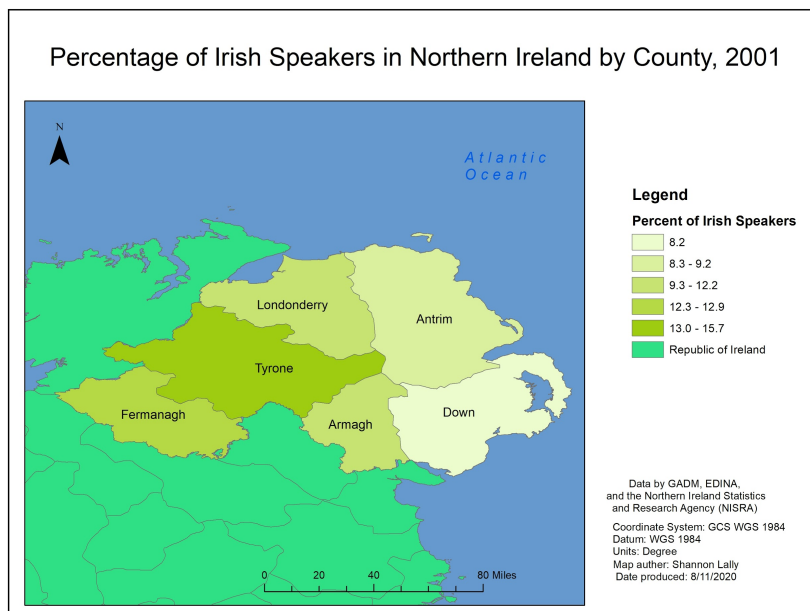 Percentage of Irish Speakers in Northern Ireland by County, 2001
N
Atlantic
Ocean
Londonderry
Antrim
Tyrone
Fermanagh
Armagh
Down
0 20 40 80 Miles
Legend
Percent of Irish Speakers
8.2
8.3 - 9.2
9.3 - 12.2
12.3 - 12.9
13.0 - 15.7
Republic of Ireland
Data by GADM, EDINA,
and the Northern Ireland Statistics
and Research Agency (NISRA)
Coordinate System: GCS WGS 1984
Datum: WGS 1984
Units: Degree
Map auther: Shannon Lally
Date produced: 8/11/2020